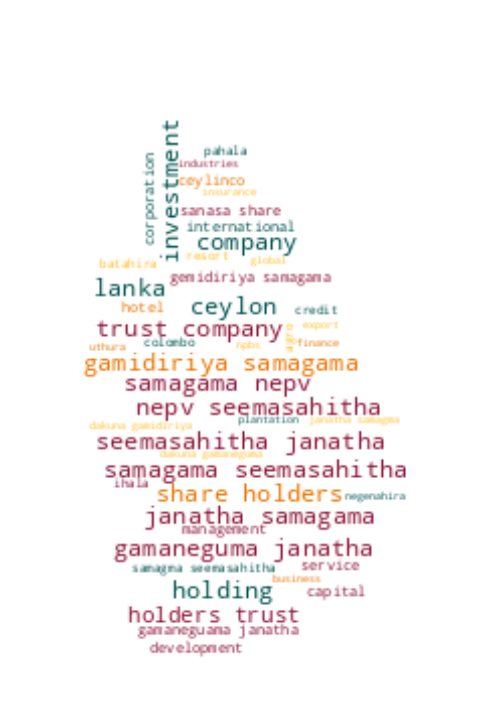 investment
corporation
pahala
industries
ceylinco
insurance
sanasa share
international
company
resort
global
batahira
gemidiriya samagama
lanka
ceylon
hotel
credit
trust company
export
agro
uthura
colombo
npbs
finance
gamidiriya samagama
samagama nepv
nepv seemasahitha
plantation
janatha samagma
dakuna gamidiriya
seemasahitha janatha
dakuna gamaneguma
samagama seemasahitha
ihala
share holders
negenahira
janatha samagama
management
gamaneguma janatha
samagma seemasahitha
service
business
holding
capital
holders trust
gamaneguama janatha
development